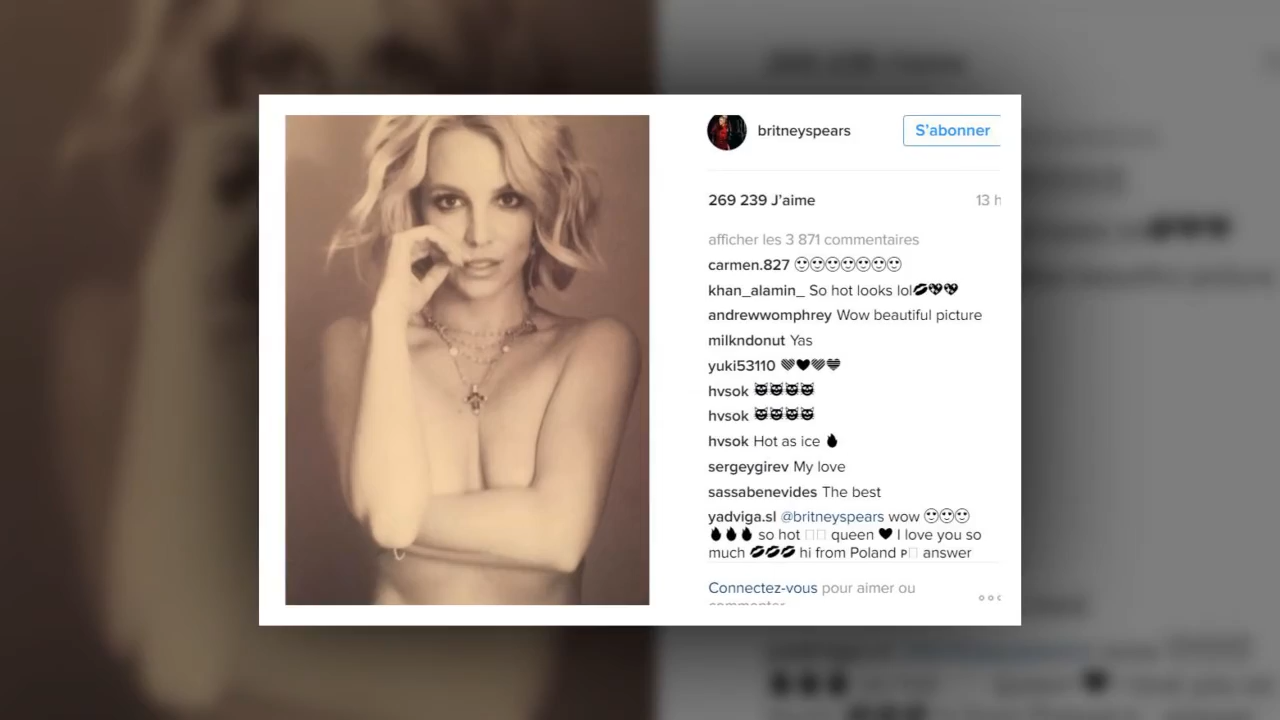 britneyspears
S'abonner
269 239 J'aime
13 h
afficher les 3 871 commentaires
carmen.827
khan_alamin_ So hot looks lol
andrewwomphrey Wow beautiful picture
milkndonut Yas
yuki53110
hvsok
hvsok
hvsok Hot as ice
sergeygirev My love
sassabenevides The best
yadviga.sl @britneyspears wow
so hot queen I love you so
much hi from Poland P answer
Connectez-vous pour aimer ou
commenter